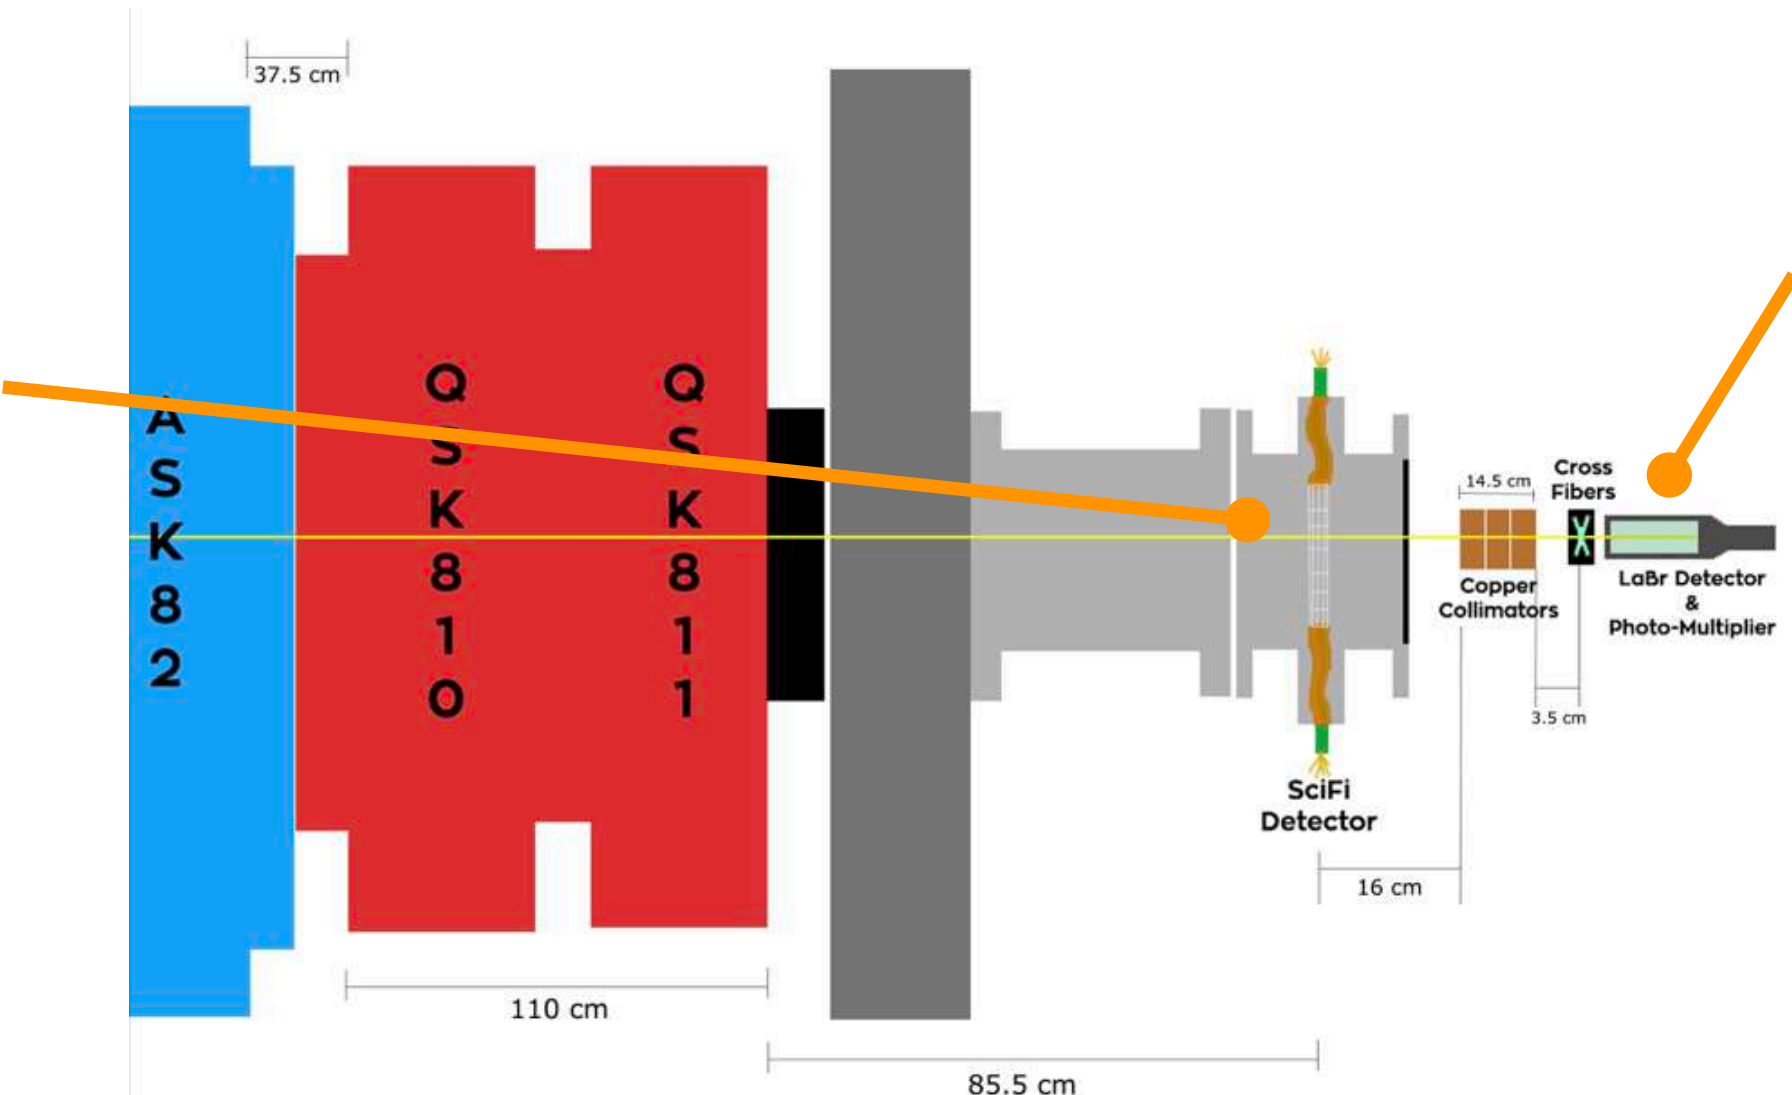 37.5 cm
A
S
K
8
2
Q
S
K
8
1
0
Q
S
K
8
1
1
14.5 cm
Cross
Fibers
Copper
Collimators
LaBr Detector
&
Photo-Multiplier
3.5 cm
SciFi
Detector
16 cm
110 cm
85.5 cm